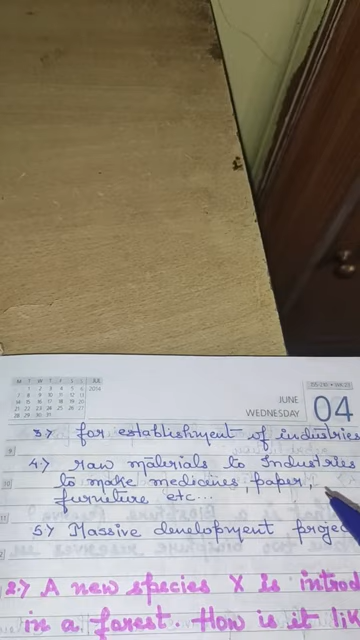 JUNE
WEDNESDAY
04
3> for establishment of industries
4> raw materials to Industries
to make medicines, paper,
furniture etc...
5> Massive development projec
2.> A new species X is introd
in a forest. How is it li